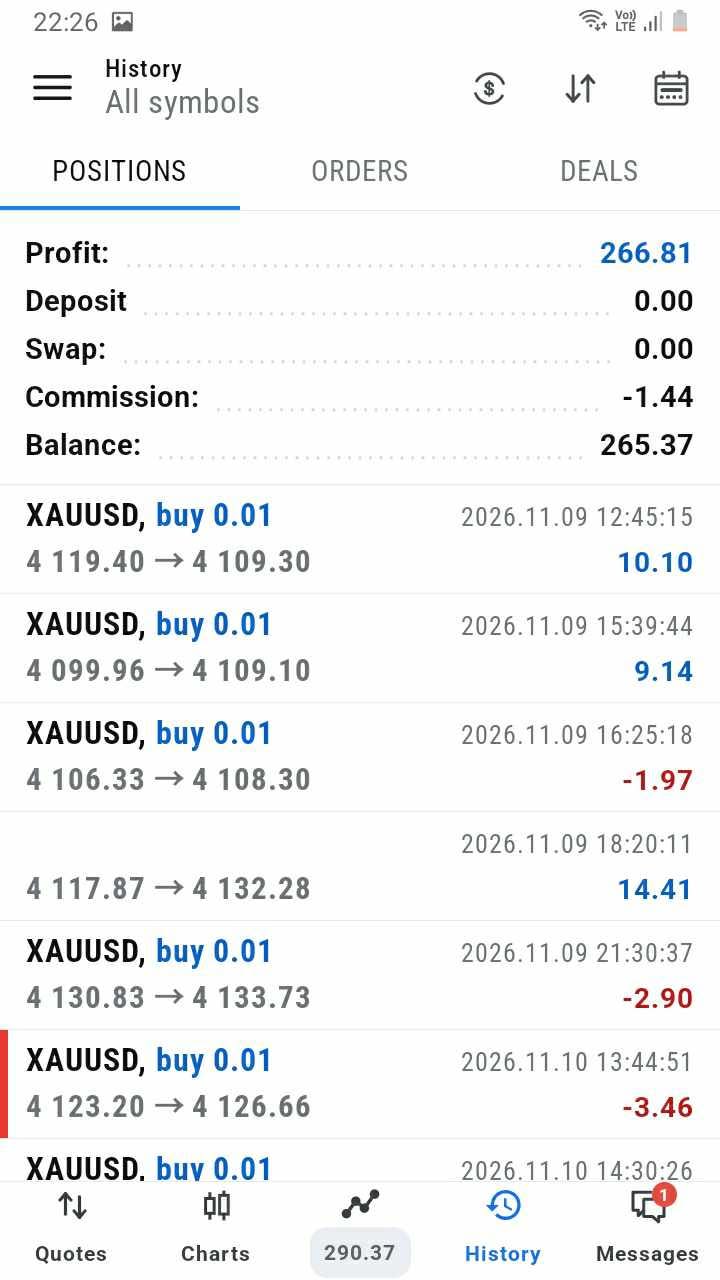 22:26
Vo)) LTE
History
All symbols
$
POSITIONS ORDERS DEALS
Profit: 266.81
Deposit 0.00
Swap: 0.00
Commission: -1.44
Balance: 265.37
XAUUSD, buy 0.01 2026.11.09 12:45:15
4 119.40 → 4 109.30 10.10
XAUUSD, buy 0.01 2026.11.09 15:39:44
4 099.96 → 4 109.10 9.14
XAUUSD, buy 0.01 2026.11.09 16:25:18
4 106.33 → 4 108.30 -1.97
2026.11.09 18:20:11
4 117.87 → 4 132.28 14.41
XAUUSD, buy 0.01 2026.11.09 21:30:37
4 130.83 → 4 133.73 -2.90
XAUUSD, buy 0.01 2026.11.10 13:44:51
4 123.20 → 4 126.66 -3.46
XAUUSD, buy 0.01 2026.11.10 14:30:26
1
Quotes Charts 290.37 History Messages